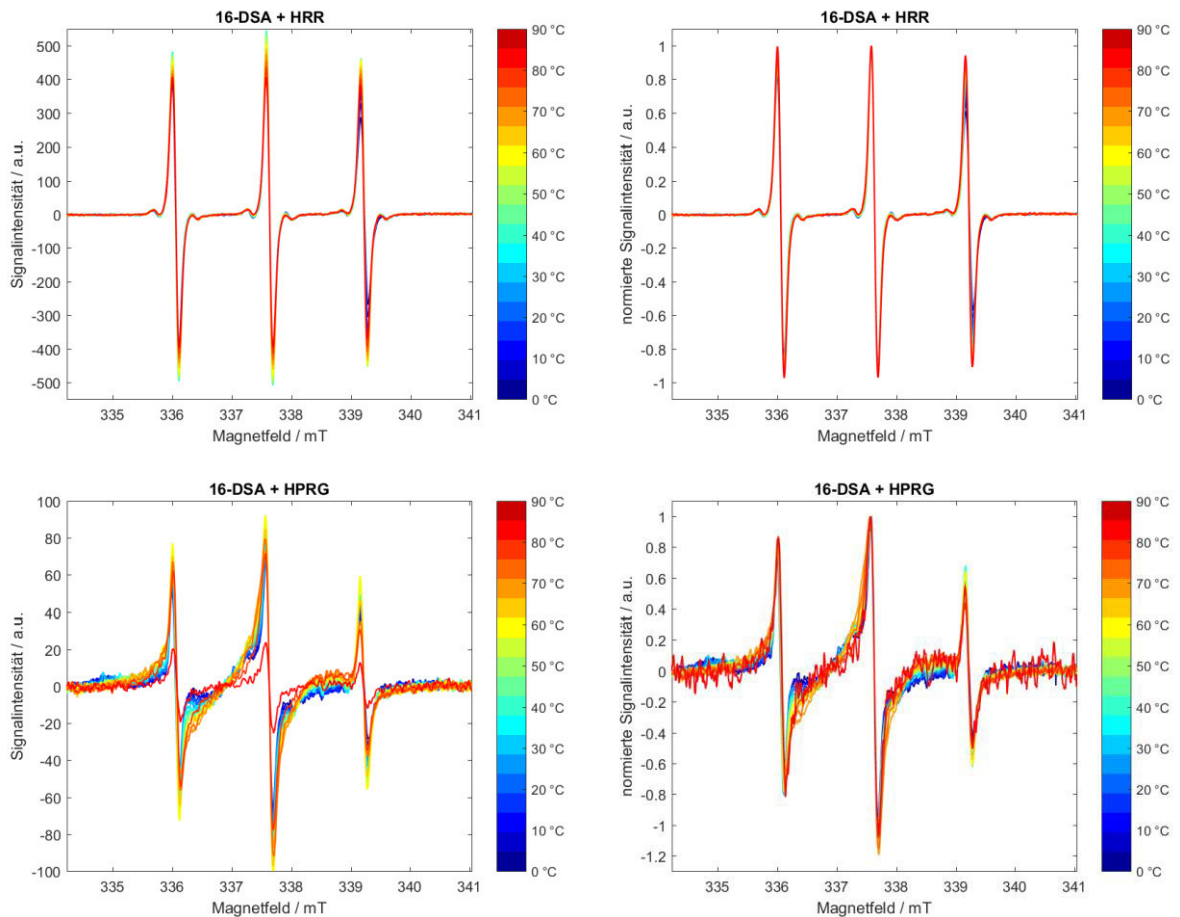 16-DSA + HRR
500
400
300
200
100
0
-100
-200
-300
-400
-500
335 336 337 338 339 340 341
Magnetfeld / mT
Signalintensität / a.u.
90 °C
80 °C
70 °C
60 °C
50 °C
40 °C
30 °C
20 °C
10 °C
0 °C
16-DSA + HRR
1
0.8
0.6
0.4
0.2
0
-0.2
-0.4
-0.6
-0.8
-1
335 336 337 338 339 340 341
Magnetfeld / mT
normierte Signalintensität / a.u.
90 °C
80 °C
70 °C
60 °C
50 °C
40 °C
30 °C
20 °C
10 °C
0 °C
16-DSA + HPRG
100
80
60
40
20
0
-20
-40
-60
-80
-100
335 336 337 338 339 340 341
Magnetfeld / mT
Signalintensität / a.u.
90 °C
80 °C
70 °C
60 °C
50 °C
40 °C
30 °C
20 °C
10 °C
0 °C
16-DSA + HPRG
1
0.8
0.6
0.4
0.2
0
-0.2
-0.4
-0.6
-0.8
-1
-1.2
335 336 337 338 339 340 341
Magnetfeld / mT
normierte Signalintensität / a.u.
90 °C
80 °C
70 °C
60 °C
50 °C
40 °C
30 °C
20 °C
10 °C
0 °C